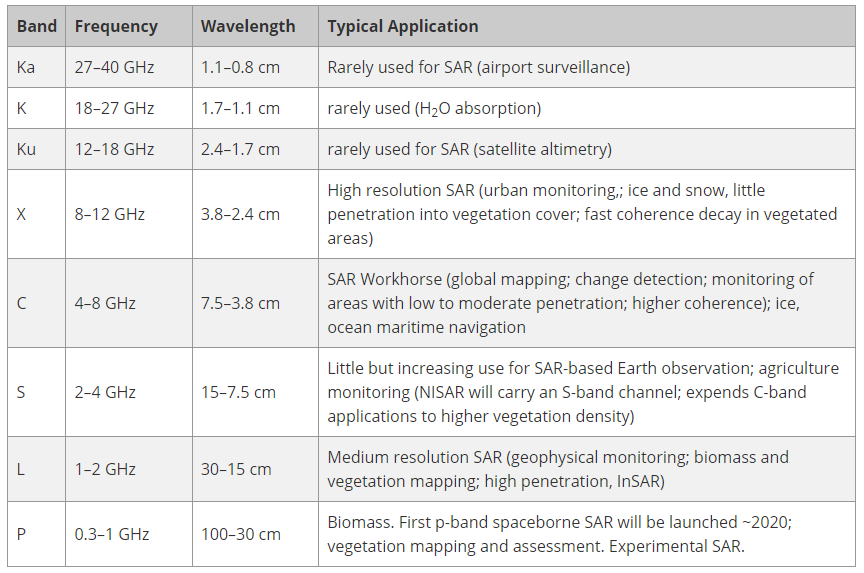 Band Frequency Wavelength Typical Application
Ka 27–40 GHz 1.1–0.8 cm Rarely used for SAR (airport surveillance)
K 18–27 GHz 1.7–1.1 cm rarely used (H₂O absorption)
Ku 12–18 GHz 2.4–1.7 cm rarely used for SAR (satellite altimetry)
X 8–12 GHz 3.8–2.4 cm High resolution SAR (urban monitoring,; ice and snow, little
penetration into vegetation cover; fast coherence decay in vegetated
areas)
C 4–8 GHz 7.5–3.8 cm SAR Workhorse (global mapping; change detection; monitoring of
areas with low to moderate penetration; higher coherence); ice,
ocean maritime navigation
S 2–4 GHz 15–7.5 cm Little but increasing use for SAR-based Earth observation; agriculture
monitoring (NISAR will carry an S-band channel; expends C-band
applications to higher vegetation density)
L 1–2 GHz 30–15 cm Medium resolution SAR (geophysical monitoring; biomass and
vegetation mapping; high penetration, InSAR)
P 0.3–1 GHz 100–30 cm Biomass. First p-band spaceborne SAR will be launched ~2020;
vegetation mapping and assessment. Experimental SAR.